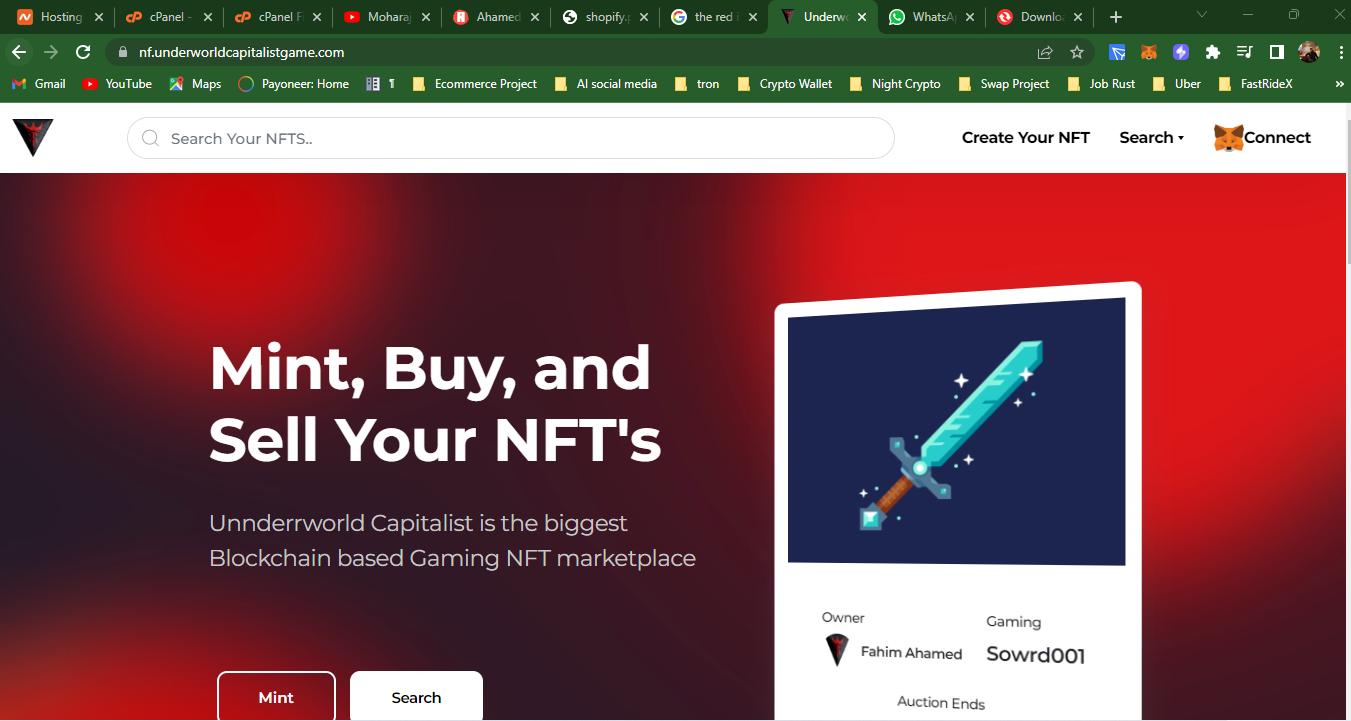 Hosting
cPanel -
cPanel F
Moharaj
Ahamed
shopify.p
the red i
Underwo
WhatsAp
Downlo
nf.underworldcapitalistgame.com
Gmail
YouTube
Maps
Payoneer: Home
1
Ecommerce Project
AI social media
tron
Crypto Wallet
Night Crypto
Swap Project
Job Rust
Uber
FastRideX
»
Search Your NFTS..
Create Your NFT
Search
Connect
Mint, Buy, and
Sell Your NFT's
Unnderrworld Capitalist is the biggest
Blockchain based Gaming NFT marketplace
Mint
Search
Owner
Fahim Ahamed
Gaming
Sowrd001
Auction Ends